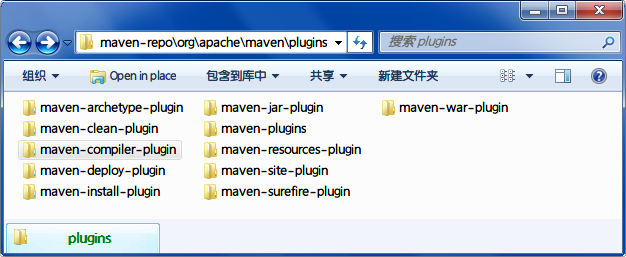 maven-repo\org\apache\maven\plugins
搜索 plugins
组织 Open in place 包含到库中 共享 新建文件夹
maven-archetype-plugin
maven-clean-plugin
maven-compiler-plugin
maven-deploy-plugin
maven-install-plugin
maven-jar-plugin
maven-plugins
maven-resources-plugin
maven-site-plugin
maven-surefire-plugin
maven-war-plugin
plugins